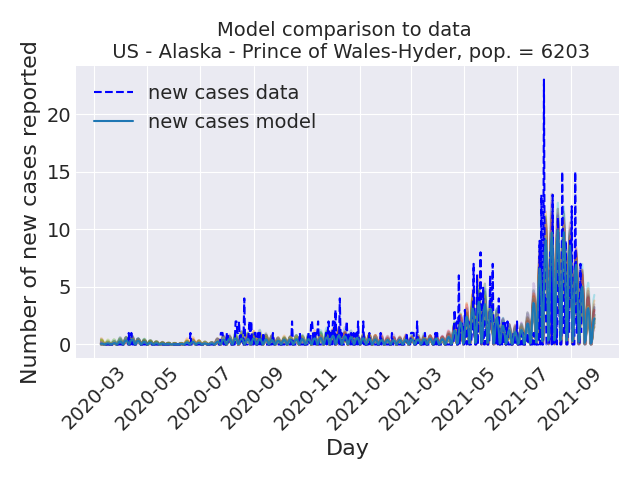 Model comparison to data
US - Alaska - Prince of Wales-Hyder, pop. = 6203
Number of new cases reported
new cases data
new cases model
20
15
10
5
0
2020-03
2020-05
2020-07
2020-09
2020-11
2021-01
2021-03
2021-05
2021-07
2021-09
Day